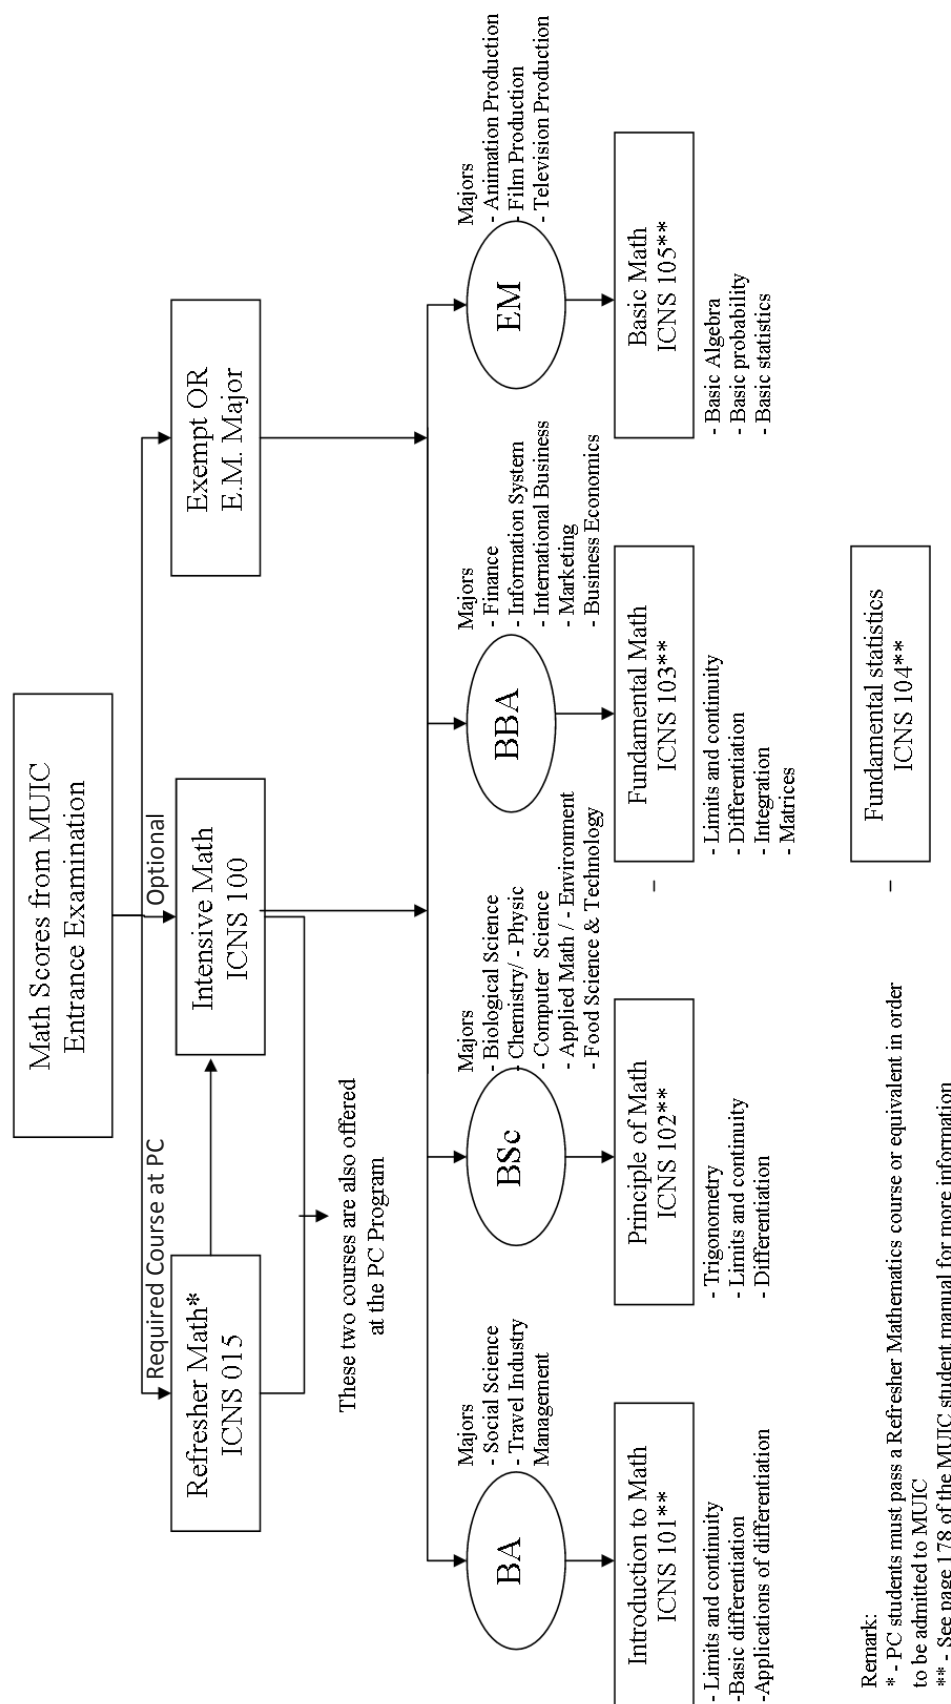 Math Scores from MUIC
Entrance Examination
Required Course at PC
Optional
Refresher Math*
ICNS 015
Intensive Math
ICNS 100
Exempt OR
E.M. Major
These two courses are also offered
at the PC Program
BA
Majors
- Social Science
- Travel Industry
Management
BSc
Majors
- Biological Science
- Chemistry/ - Physic
- Computer Science
- Applied Math / - Environment
- Food Science & Technology
BBA
Majors
- Finance
- Information System
- International Business
- Marketing
- Business Economics
EM
Majors
- Animation Production
- Film Production
- Television Production
Introduction to Math
ICNS 101**
- Limits and continuity
-Basic differentiation
-Applications of differentiation
Principle of Math
ICNS 102**
- Trigonometry
- Limits and continuity
- Differentiation
Fundamental Math
ICNS 103**
- Limits and continuity
- Differentiation
- Integration
- Matrices
Basic Math
ICNS 105**
- Basic Algebra
- Basic probability
- Basic statistics
Fundamental statistics
ICNS 104**
Remark:
* - PC students must pass a Refresher Mathematics course or equivalent in order
to be admitted to MUIC
** - See page 178 of the MUIC student manual for more information